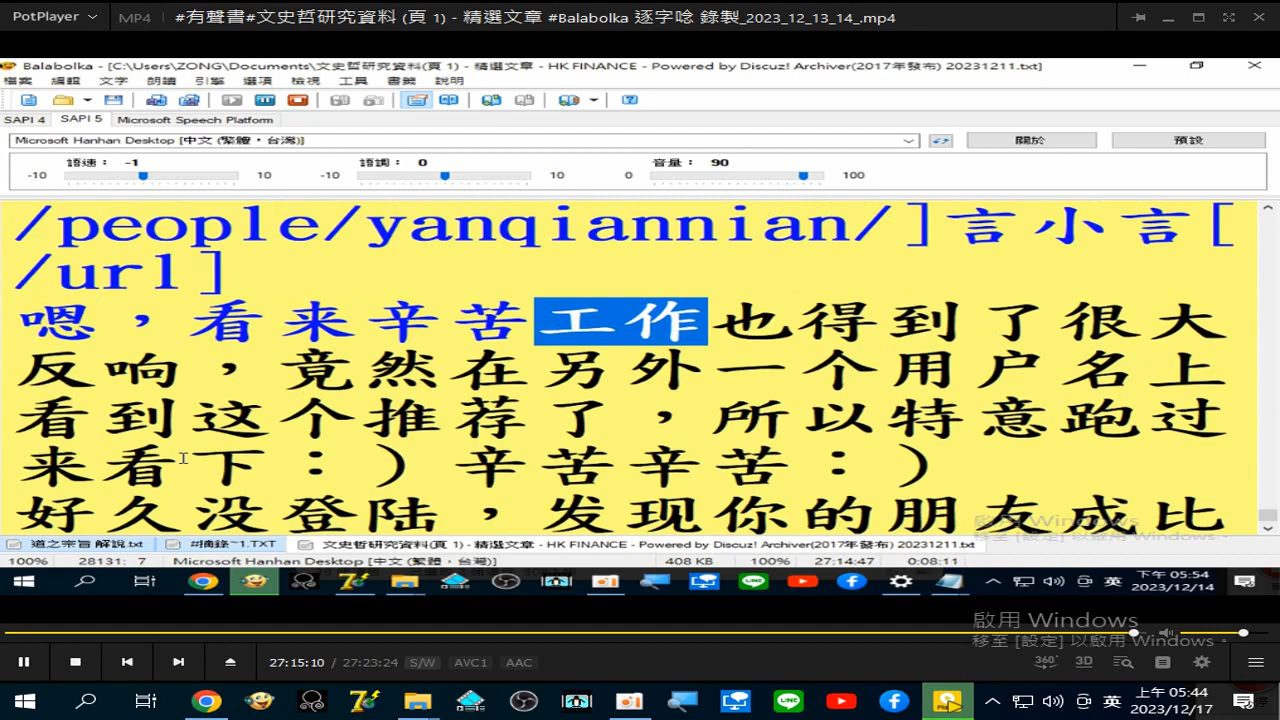 PotPlayer MP4 #有聲書#文史哲研究資料 (頁 1) - 精選文章 #Balabolka 逐字唸 錄製_2023_12_13_14_.mp4
Balabolka - [C:\Users\ZONG\Documents\文史哲研究資料(頁 1) - 精選文章 - HK FINANCE - Powered by Discuz! Archiver(2017年發布) 20231211.txt]
檔案 編輯 文字 朗讀 引擎 選項 檢視 工具 書籤 說明
SAPI 4 SAPI 5 Microsoft Speech Platform
Microsoft Hanhan Desktop [中文 (繁體，台灣)] 關於 預設
語速： -1 語調： 0 音量： 90
-10 10 -10 10 0 100
/people/yanqiannian/]言小言[
/url]
嗯，看来辛苦工作也得到了很大
反响，竟然在另外一个用户名上
看到这个推荐了，所以特意跑过
来看下：）辛苦辛苦：）
好久没登陆，发现你的朋友成比
啟用 Windows
移至 [設定] 以啟用 Windows。
道之宗旨 解說.txt #摘錄~1.TXT 文史哲研究資料(頁 1) - 精選文章 - HK FINANCE - Powered by Discuz! Archiver(2017年發布) 20231211.txt
100% 28131: 7 Microsoft Hanhan Desktop [中文 (繁體，台灣)] 408 KB 100% 27:14:47 0:08:11
英 下午 05:54
2023/12/14
啟用 Windows
移至 [設定] 以啟用 Windows。
27:15:10 / 27:23:24 S/W AVC1 AAC 360° 3D
英 上午 05:44
2023/12/17